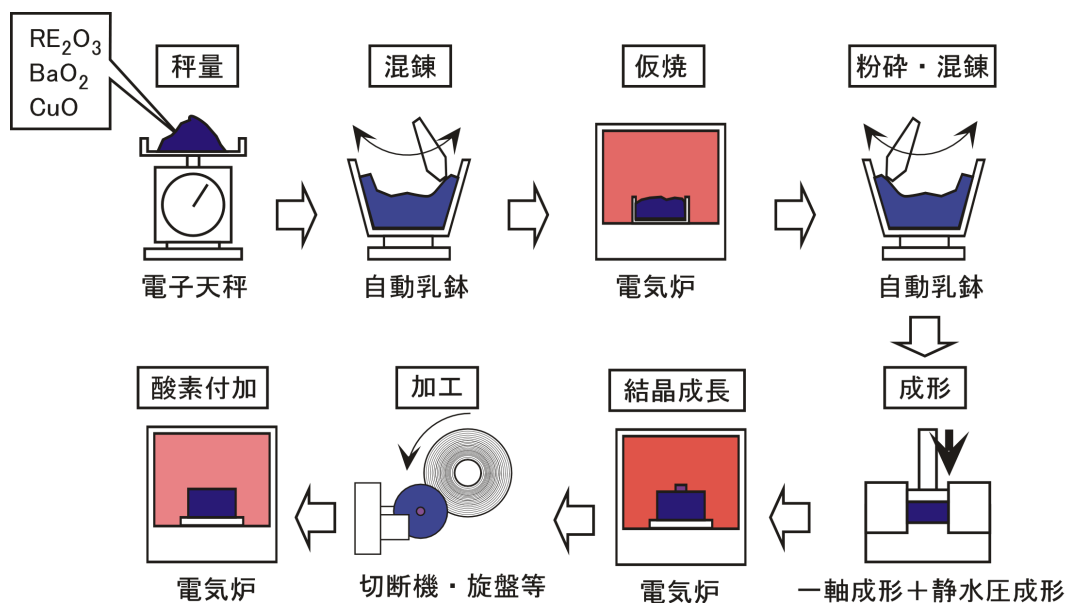 RE₂O₃
BaO₂
CuO
秤量
混錬
仮焼
粉砕・混錬
電子天秤
自動乳鉢
電気炉
自動乳鉢
酸素付加
加工
結晶成長
成形
電気炉
切断機・旋盤等
電気炉
一軸成形＋静水圧成形